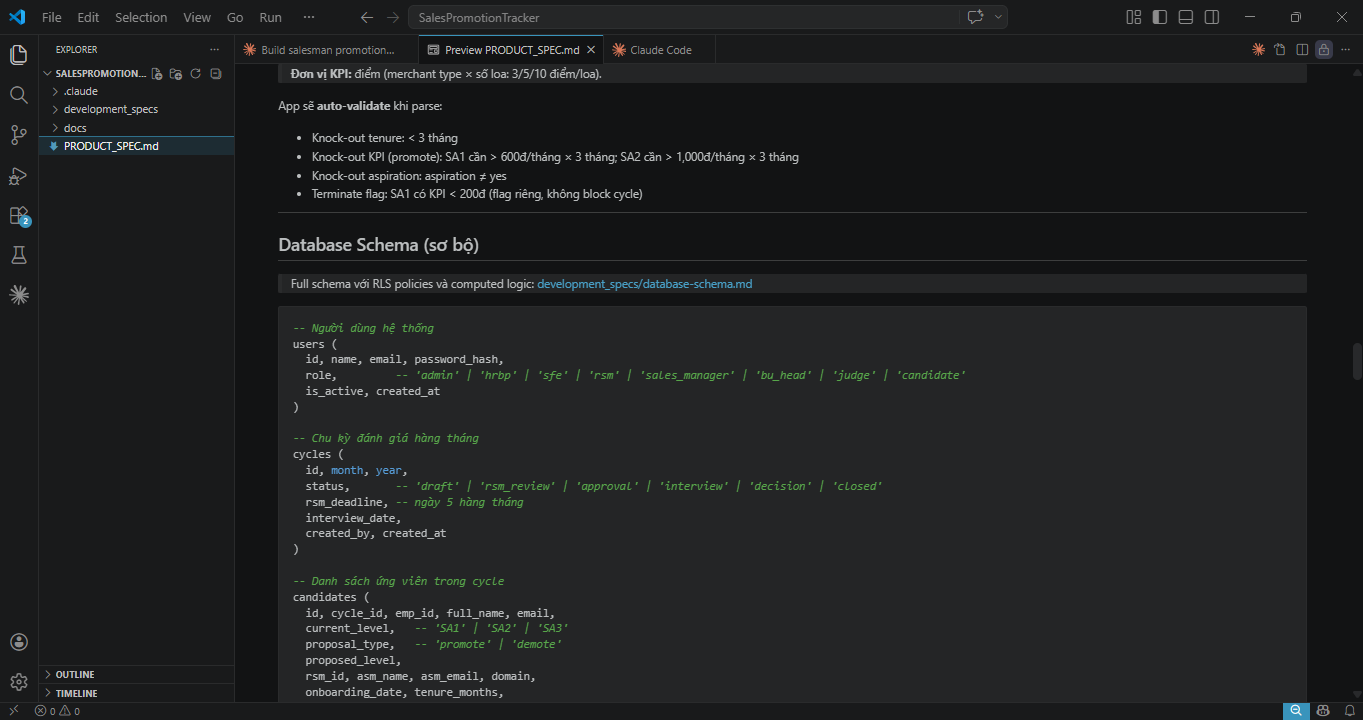 File Edit Selection View Go Run ··· SalesPromotionTracker
EXPLORER ···
SALESPROMOTION...
.claude
development_specs
docs
PRODUCT_SPEC.md
OUTLINE
TIMELINE
2
Build salesman promotion... Preview PRODUCT_SPEC.md Claude Code
Đơn vị KPI: điểm (merchant type × số loa: 3/5/10 điểm/loa).
App sẽ auto-validate khi parse:
• Knock-out tenure: < 3 tháng
• Knock-out KPI (promote): SA1 cần > 600đ/tháng × 3 tháng; SA2 cần > 1,000đ/tháng × 3 tháng
• Knock-out aspiration: aspiration ≠ yes
• Terminate flag: SA1 có KPI < 200đ (flag riêng, không block cycle)
Database Schema (sơ bộ)
Full schema với RLS policies và computed logic: development_specs/database-schema.md
-- Người dùng hệ thống
users (
id, name, email, password_hash,
role, -- 'admin' | 'hrbp' | 'sfe' | 'rsm' | 'sales_manager' | 'bu_head' | 'judge' | 'candidate'
is_active, created_at
)
-- Chu kỳ đánh giá hàng tháng
cycles (
id, month, year,
status, -- 'draft' | 'rsm_review' | 'approval' | 'interview' | 'decision' | 'closed'
rsm_deadline, -- ngày 5 hàng tháng
interview_date,
created_by, created_at
)
-- Danh sách ứng viên trong cycle
candidates (
id, cycle_id, emp_id, full_name, email,
current_level, -- 'SA1' | 'SA2' | 'SA3'
proposal_type, -- 'promote' | 'demote'
proposed_level,
rsm_id, asm_name, asm_email, domain,
onboarding_date, tenure_months,
0 0